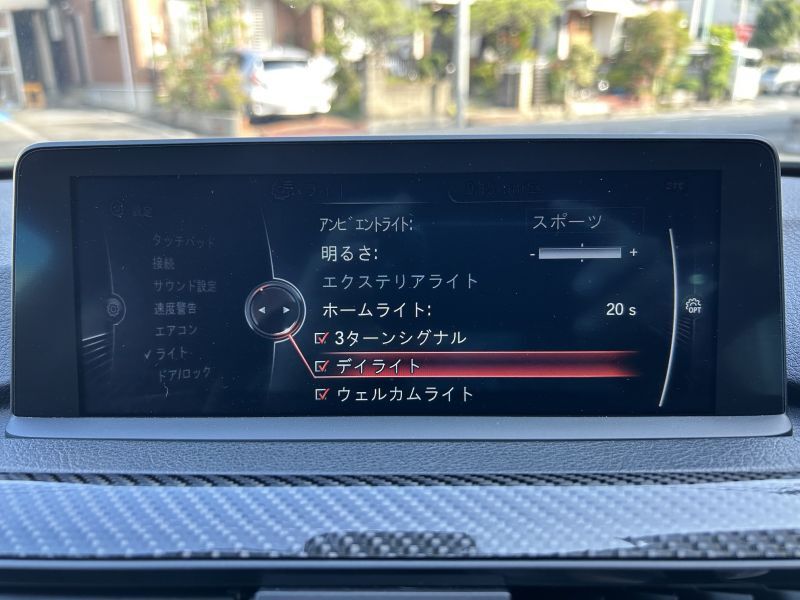 設定
ライト
タッチパッド
接続
サウンド設定
速度警告
エアコン
ライト
ドア/ロック
アンビエントライト: スポーツ
明るさ: - +
エクステリアライト
ホームライト: 20 s
3ターンシグナル
デイライト
ウェルカムライト
OPT